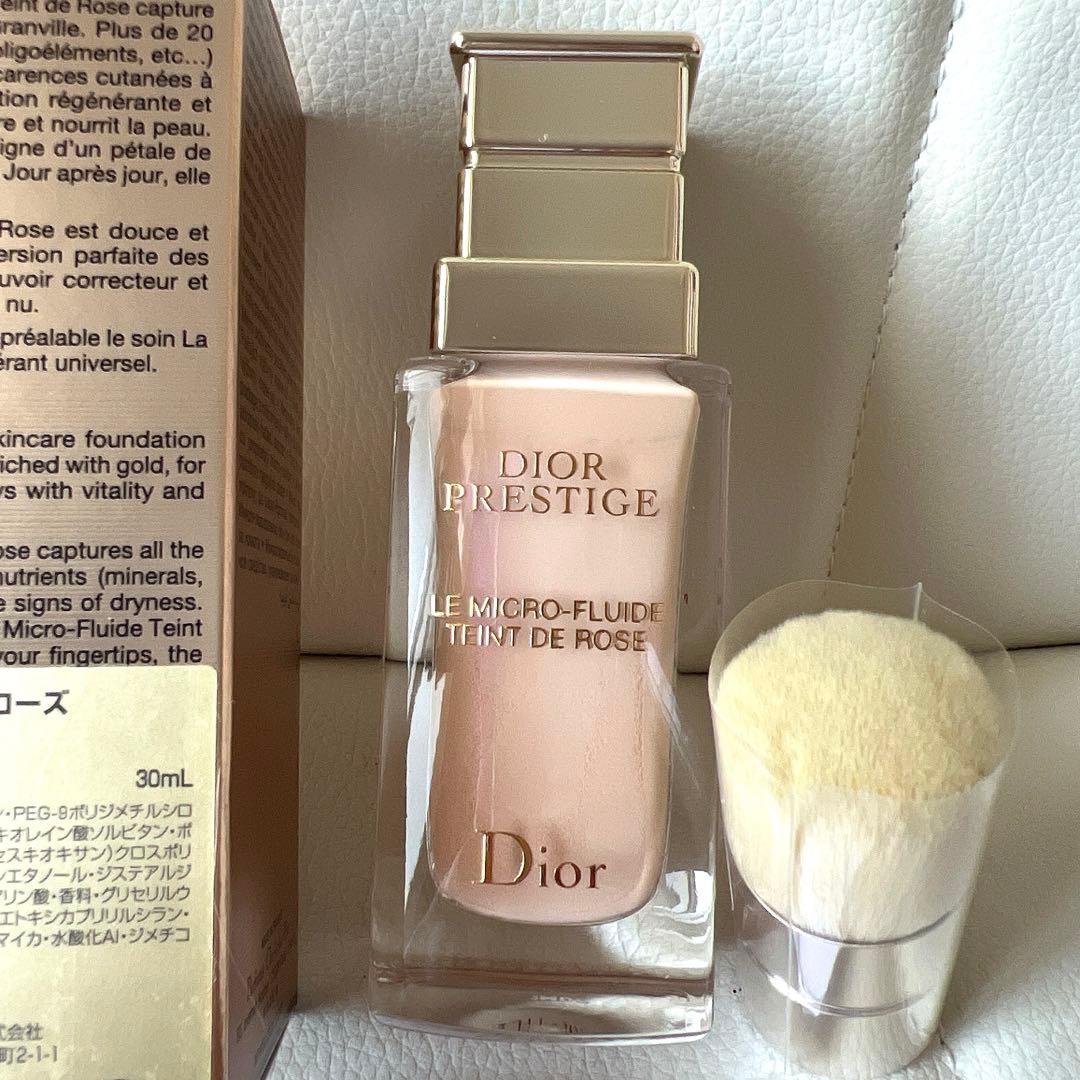 eint de Rose capture
Granville. Plus de 20
oligoéléments, etc...)
carences cutanées à
tion régénérante et
re et nourrit la peau.
igne d'un pétale de
Jour après jour, elle
Rose est douce et
ersion parfaite des
uvoir correcteur et
nu.
préalable le soin La
érant universel.
kincare foundation
iched with gold, for
ys with vitality and
ose captures all the
nutrients (minerals,
e signs of dryness.
Micro-Fluide Teint
your fingertips, the
ローズ
30mL
ン・PEG-9ポリジメチルシロ
キオレイン酸ソルビタン・ポ
セスキオキサン)クロスポリ
ンエタノール・ジステアルジ
アリン酸・香料・グリセリルウ
エトキシカプリリルシラン・
マイカ・水酸化Al・ジメチコ
式会社
町2-1-1
DIOR
PRESTIGE
LE MICRO-FLUIDE
TEINT DE ROSE
Dior